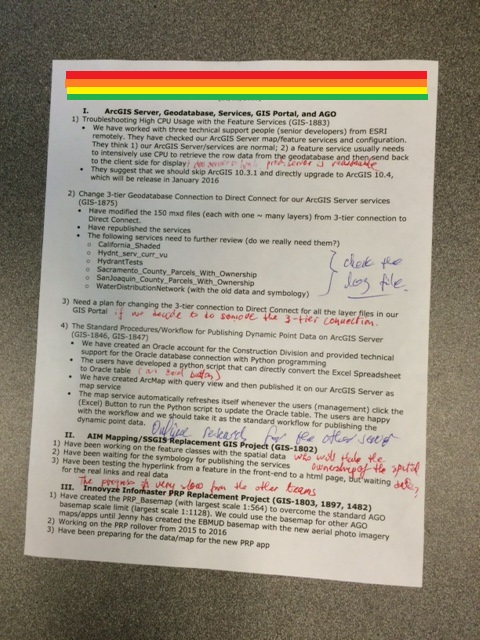 I. ArcGIS Server, Geodatabase, Services, GIS Portal, and AGO
1) Troubleshooting High CPU Usage with the Feature Services (GIS-1883)
• We have worked with three technical support people (senior developers) from ESRI
remotely. They have checked our ArcGIS Server map/feature services and configuration.
They think 1) our ArcGIS Server/services are normal; 2) a feature service usually needs
to intensively use CPU to retrieve the row data from the geodatabase and then send back
to the client side for display. server is reasonable
• They suggest that we should skip ArcGIS 10.3.1 and directly upgrade to ArcGIS 10.4,
which will be release in January 2016
2) Change 3-tier Geodatabase Connection to Direct Connect for our ArcGIS Server services
(GIS-1875)
• Have modified the 150 mxd files (each with one ~ many layers) from 3-tier connection to
Direct Connect.
• Have republished the services
• The following services need to further review (do we really need them?)
o California_Shaded
o Hydnt_serv_curr_vu
o HydrantTests
o Sacramento_County_Parcels_With_Ownership
o SanJoaquin_County_Parcels_With_Ownership
o WaterDistributionNetwork (with the old data and symbology)
check the
log file.
3) Need a plan for changing the 3-tier connection to Direct Connect for all the layer files in our
GIS Portal if we decide to do remove the 3-tier connection.
4) The Standard Procedures/Workflow for Publishing Dynamic Point Data on ArcGIS Server
(GIS-1846, GIS-1847)
• We have created an Oracle account for the Construction Division and provided technical
support for the Oracle database connection with Python programming
• The users have developed a python script that can directly convert the Excel Spreadsheet
to Oracle table (an Excel button)
• We have created ArcMap with query view and then published it on our ArcGIS Server as
map service
• The map service automatically refreshes itself whenever the users (management) click the
(Excel) Button to run the Python script to update the Oracle table. The users are happy
with the workflow and we should take it as the standard workflow for publishing the
dynamic point data. Online research for the other
II. AIM Mapping/SSGIS Replacement GIS Project (GIS-1802)
1) Have been working on the feature classes with the spatial data who will take the
2) Have been waiting for the symbology for publishing the services ownership of the spatial
3) Have been testing the hyperlink from a feature in the front-end to a html page, but waiting data?
for the real links and real data
The progress is very slow from the other teams
III. Innovyze Infomaster PRP Replacement Project (GIS-1803, 1897, 1482)
1) Have created the PRP_Basemap (with largest scale 1:564) to overcome the standard AGO
basemap scale limit (largest scale 1:1128). We could use the basemap for other AGO
maps/apps until Jenny has created the EBMUD basemap with the new aerial photo imagery
2) Working on the PRP rollover from 2015 to 2016
3) Have been preparing for the data/map for the new PRP app